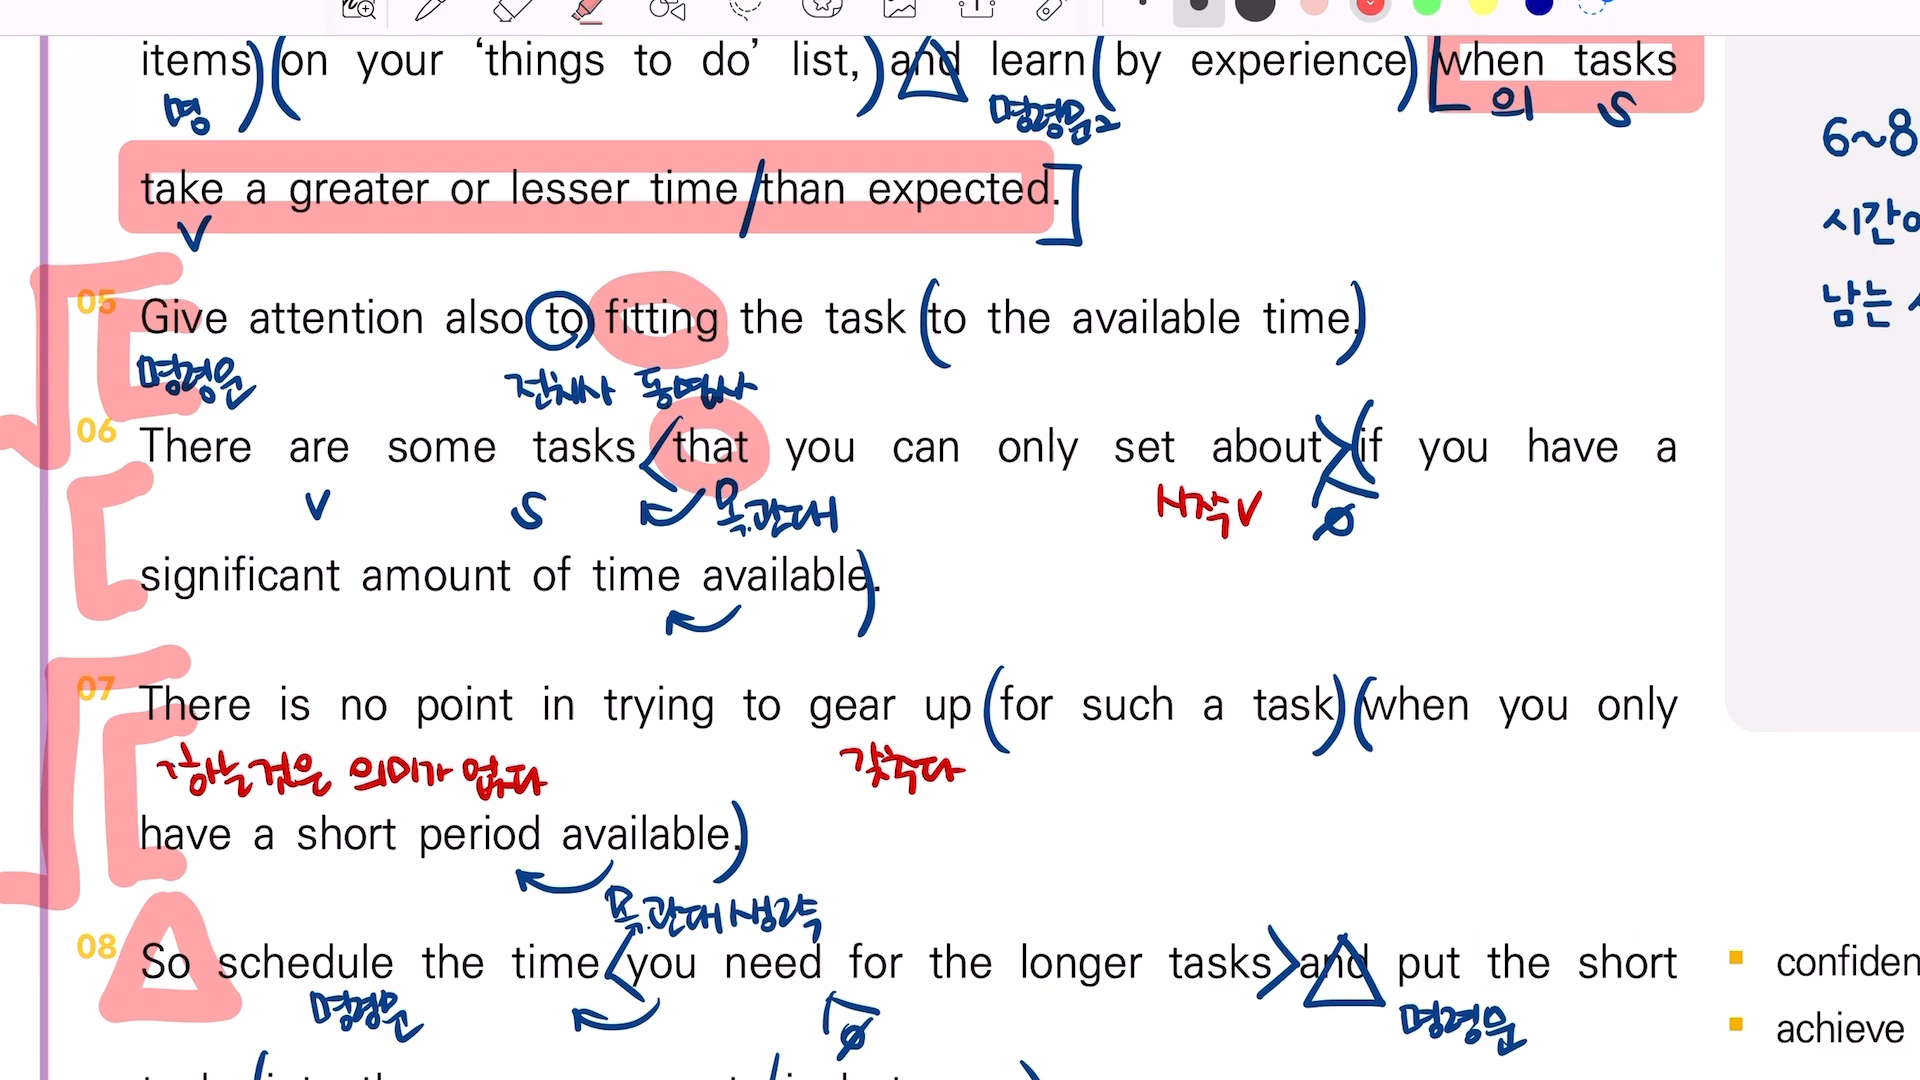 items on your ‘things to do’ list, and learn by experience when tasks
명 명령문2 의 S
take a greater or lesser time than expected.
V
05 Give attention also to fitting the task to the available time.
명령문 전치사 동명사
06 There are some tasks that you can only set about if you have a
V S 목.관대 시작V
significant amount of time available.
07 There is no point in trying to gear up for such a task when you only
하는것은 의미가 없다 갖추다
have a short period available.
목.관대생략
08 So schedule the time you need for the longer tasks and put the short
명령문 명령문
6~8
시간이
남는
confiden
achieve